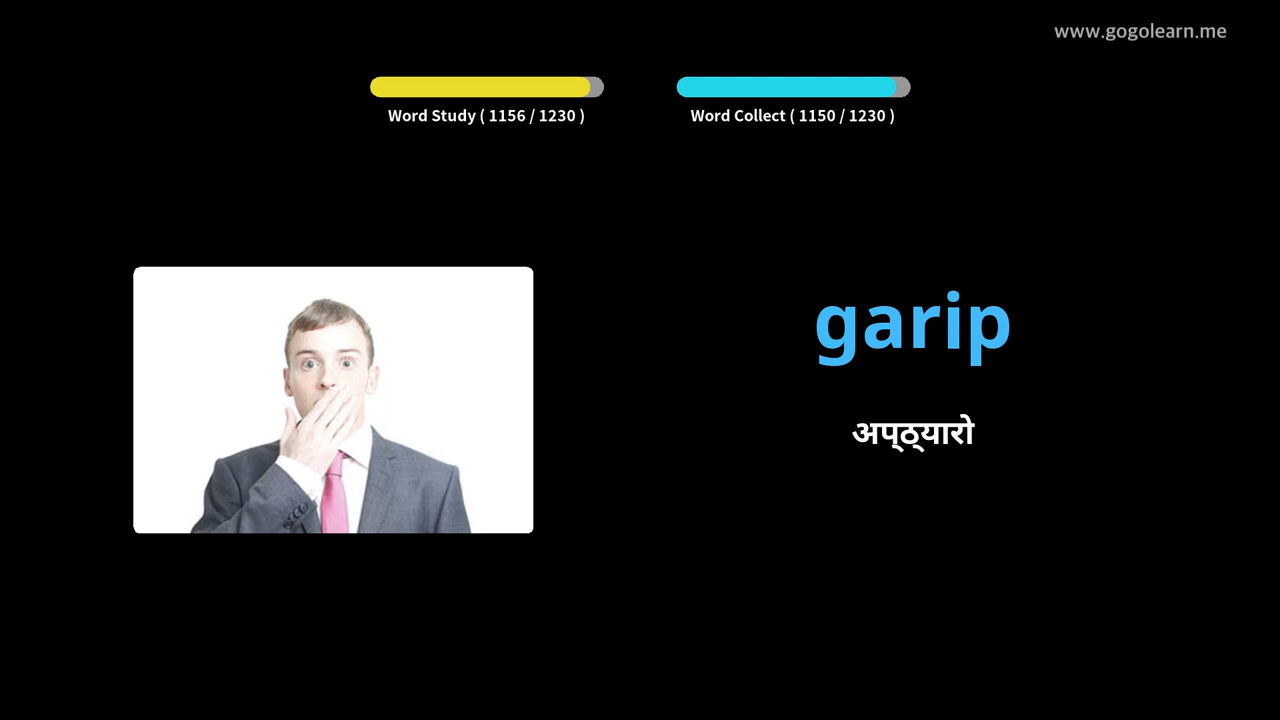 www.gogolearn.me
Word Study ( 1156 / 1230 )
Word Collect ( 1150 / 1230 )
garip
अप्ठ्यारो